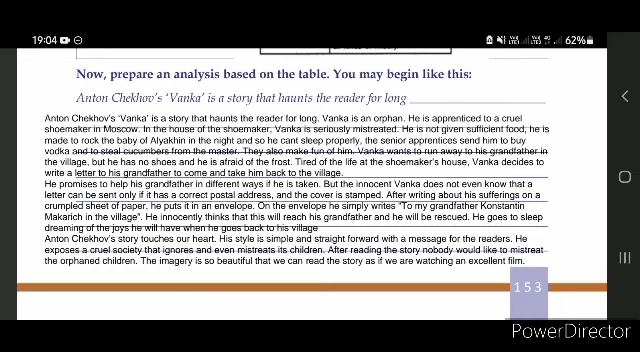 19:04
62%
Now, prepare an analysis based on the table. You may begin like this:
Anton Chekhov's 'Vanka' is a story that haunts the reader for long
Anton Chekhov's 'Vanka' is a story that haunts the reader for long. Vanka is an orphan. He is apprenticed to a cruel
shoemaker in Moscow. In the house of the shoemaker, Vanka is seriously mistreated. He is not given sufficient food, he is
made to rock the baby of Alyakhin in the night and so he cant sleep properly, the senior apprentices send him to buy
vodka and to steal cucumbers from the master. They also make fun of him. Vanka wants to run away to his grandfather in
the village, but he has no shoes and he is afraid of the frost. Tired of the life at the shoemaker's house, Vanka decides to
write a letter to his grandfather to come and take him back to the village.
He promises to help his grandfather in different ways if he is taken. But the innocent Vanka does not even know that a
letter can be sent only if it has a correct postal address, and the cover is stamped. After writing about his sufferings on a
crumpled sheet of paper, he puts it in an envelope. On the envelope he simply writes "To my grandfather Konstantin
Makarich in the village". He innocently thinks that this will reach his grandfather and he will be rescued. He goes to sleep
dreaming of the joys he will have when he goes back to his village
Anton Chekhov's story touches our heart. His style is simple and straight forward with a message for the readers. He
exposes a cruel society that ignores and even mistreats its children. After reading the story nobody would like to mistreat
the orphaned children. The imagery is so beautiful that we can read the story as if we are watching an excellent film.
153
PowerDirector